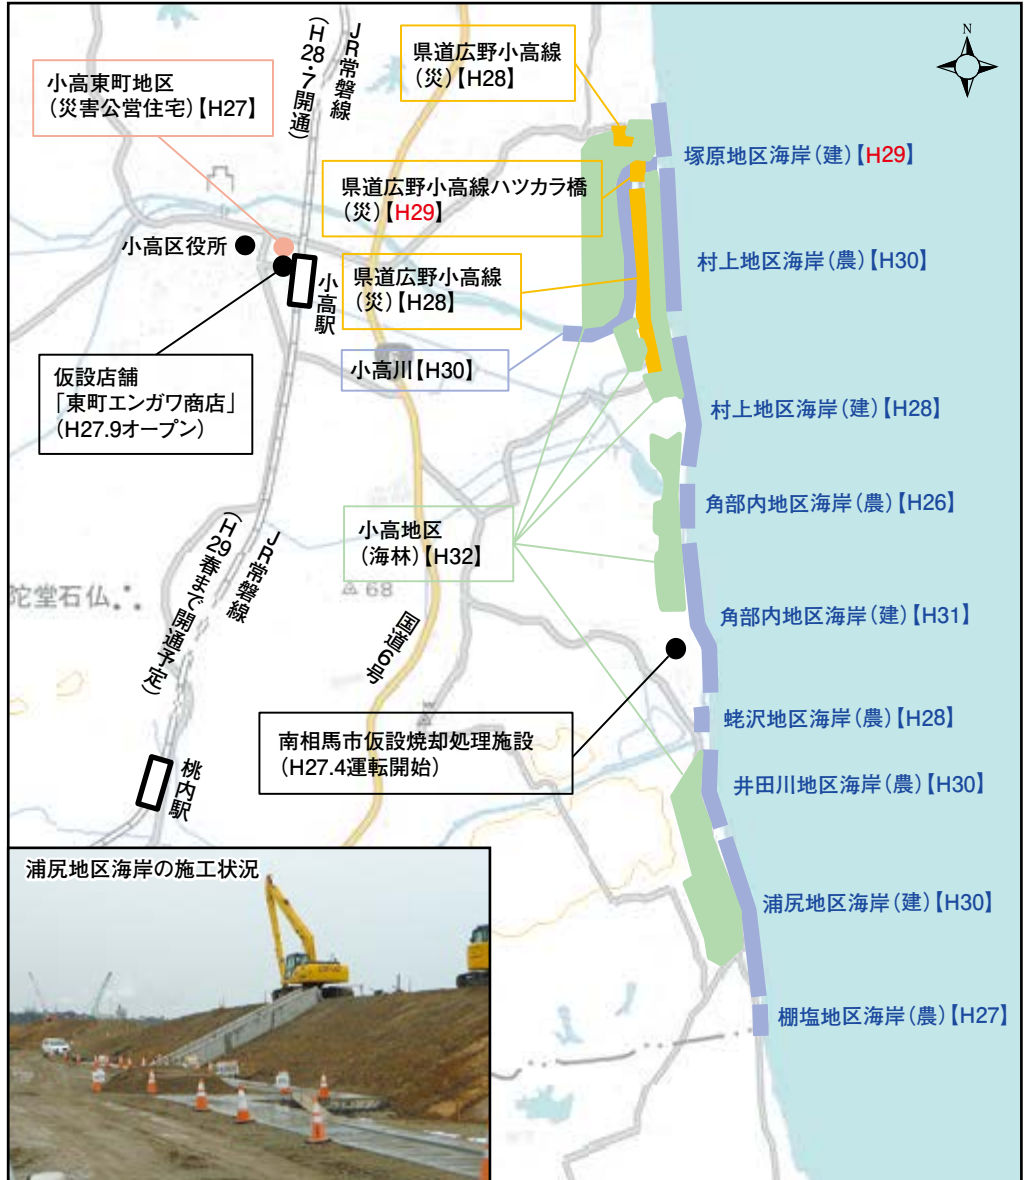 N
県道広野小高線
(災)【H28】
JR常磐線
(H28・7開通)
小高東町地区
(災害公営住宅)【H27】
塚原地区海岸(建)【H29】
県道広野小高線ハツカラ橋
(災)【H29】
小高区役所
村上地区海岸(農)【H30】
小高駅
県道広野小高線
(災)【H28】
小高川【H30】
仮設店舗
「東町エンガワ商店」
(H27.9オープン)
村上地区海岸(建)【H28】
角部内地区海岸(農)【H26】
小高地区
(海林)【H32】
JR常磐線
(H29春まで開通予定)
陀堂石仏
68
国道6号
角部内地区海岸(建)【H31】
南相馬市仮設焼却処理施設
(H27.4運転開始)
蛯沢地区海岸(農)【H28】
井田川地区海岸(農)【H30】
桃内駅
浦尻地区海岸の施工状況
浦尻地区海岸(建)【H30】
棚塩地区海岸(農)【H27】